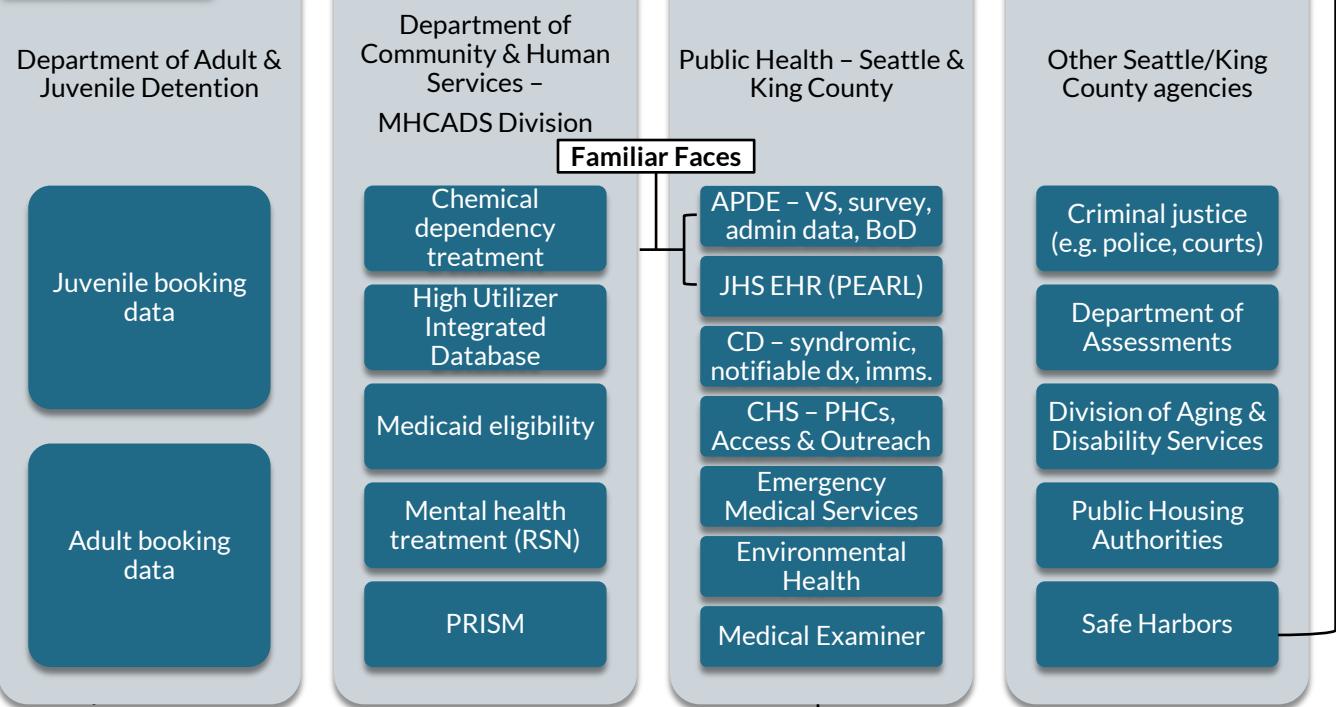 Department of Adult &
Juvenile Detention
Juvenile booking
data
Adult booking
data
Department of
Community & Human
Services –
MHCADS Division
Familiar Faces
Chemical
dependency
treatment
High Utilizer
Integrated
Database
Medicaid eligibility
Mental health
treatment (RSN)
PRISM
Public Health – Seattle &
King County
APDE – VS, survey,
admin data, BoD
JHS EHR (PEARL)
CD – syndromic,
notifiable dx, imms.
CHS – PHCs,
Access & Outreach
Emergency
Medical Services
Environmental
Health
Medical Examiner
Other Seattle/King
County agencies
Criminal justice
(e.g. police, courts)
Department of
Assessments
Division of Aging &
Disability Services
Public Housing
Authorities
Safe Harbors